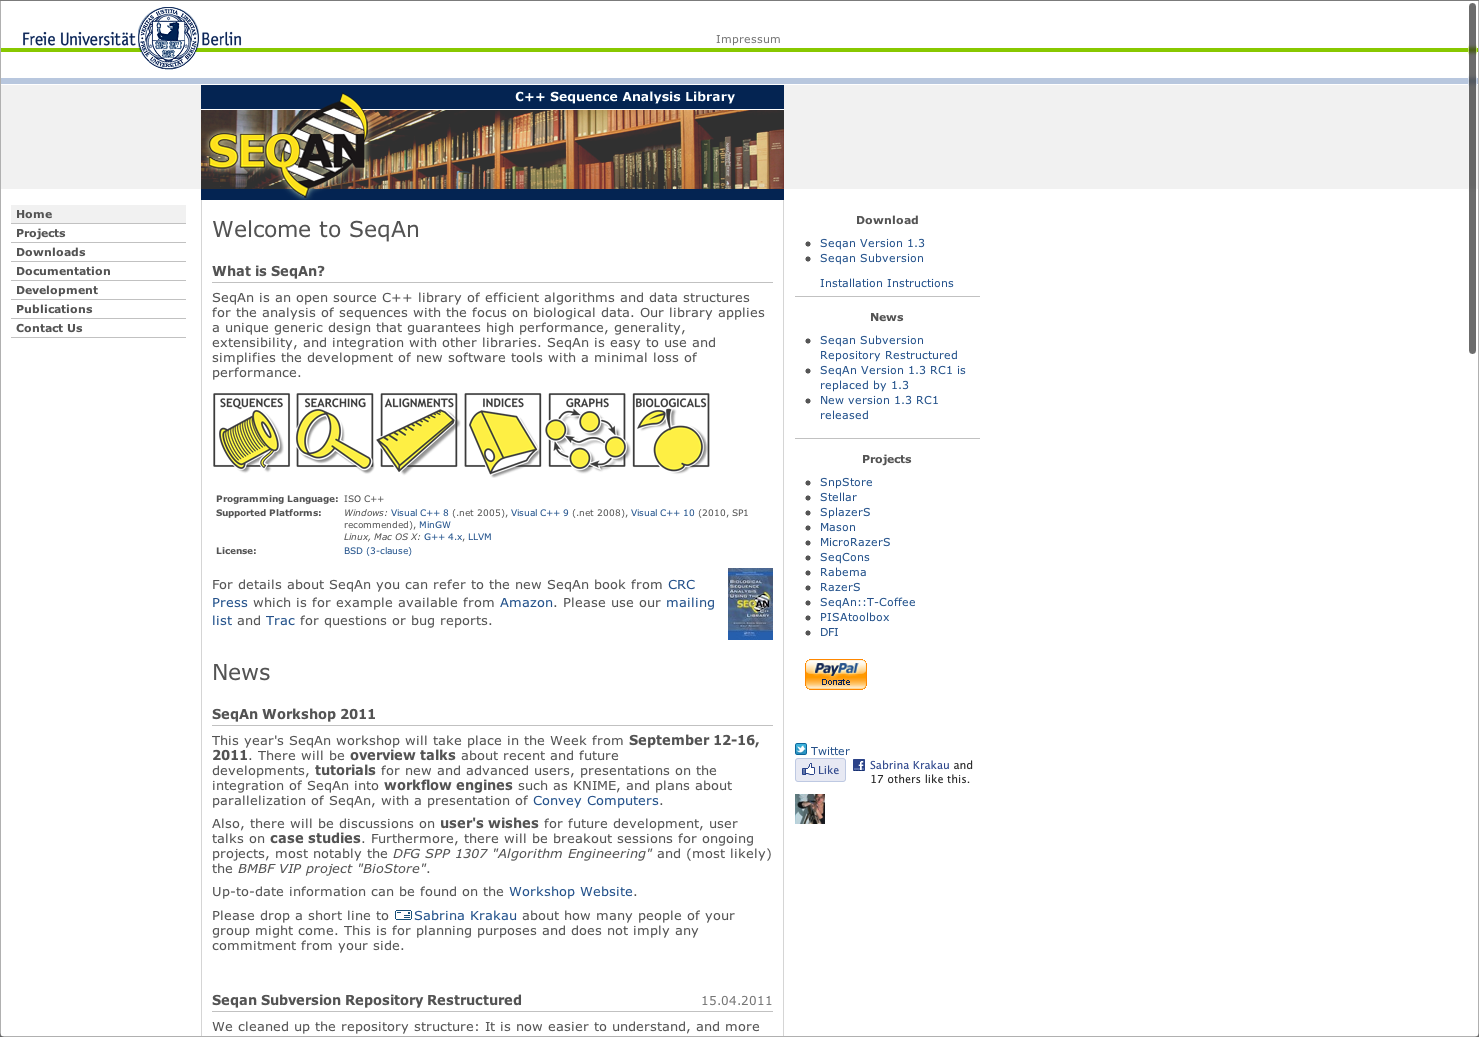 Freie Universität Berlin
Impressum
C++ Sequence Analysis Library
SEQAN
Home
Projects
Downloads
Documentation
Development
Publications
Contact Us
Welcome to SeqAn
What is SeqAn?
SeqAn is an open source C++ library of efficient algorithms and data structures
for the analysis of sequences with the focus on biological data. Our library applies
a unique generic design that guarantees high performance, generality,
extensibility, and integration with other libraries. SeqAn is easy to use and
simplifies the development of new software tools with a minimal loss of
performance.
SEQUENCES SEARCHING ALIGNMENTS INDICES GRAPHS BIOLOGICALS
Programming Language: ISO C++
Supported Platforms: Windows: Visual C++ 8 (.net 2005), Visual C++ 9 (.net 2008), Visual C++ 10 (2010, SP1
recommended), MinGW
Linux, Mac OS X: G++ 4.x, LLVM
License: BSD (3-clause)
For details about SeqAn you can refer to the new SeqAn book from CRC
Press which is for example available from Amazon. Please use our mailing
list and Trac for questions or bug reports.
BIOLOGICAL
SEQUENCE
ANALYSIS
USING THE
SEQAN
C++
LIBRARY
News
SeqAn Workshop 2011
This year's SeqAn workshop will take place in the Week from September 12-16,
2011. There will be overview talks about recent and future
developments, tutorials for new and advanced users, presentations on the
integration of SeqAn into workflow engines such as KNIME, and plans about
parallelization of SeqAn, with a presentation of Convey Computers.
Also, there will be discussions on user's wishes for future development, user
talks on case studies. Furthermore, there will be breakout sessions for ongoing
projects, most notably the DFG SPP 1307 "Algorithm Engineering" and (most likely)
the BMBF VIP project "BioStore".
Up-to-date information can be found on the Workshop Website.
Please drop a short line to Sabrina Krakau about how many people of your
group might come. This is for planning purposes and does not imply any
commitment from your side.
Seqan Subversion Repository Restructured 15.04.2011
We cleaned up the repository structure: It is now easier to understand, and more
Download
Seqan Version 1.3
Seqan Subversion
Installation Instructions
News
Seqan Subversion
Repository Restructured
SeqAn Version 1.3 RC1 is
replaced by 1.3
New version 1.3 RC1
released
Projects
SnpStore
Stellar
SplazerS
Mason
MicroRazerS
SeqCons
Rabema
RazerS
SeqAn::T-Coffee
PISAtoolbox
DFI
PayPal
Donate
Twitter
Like Sabrina Krakau and
17 others like this.